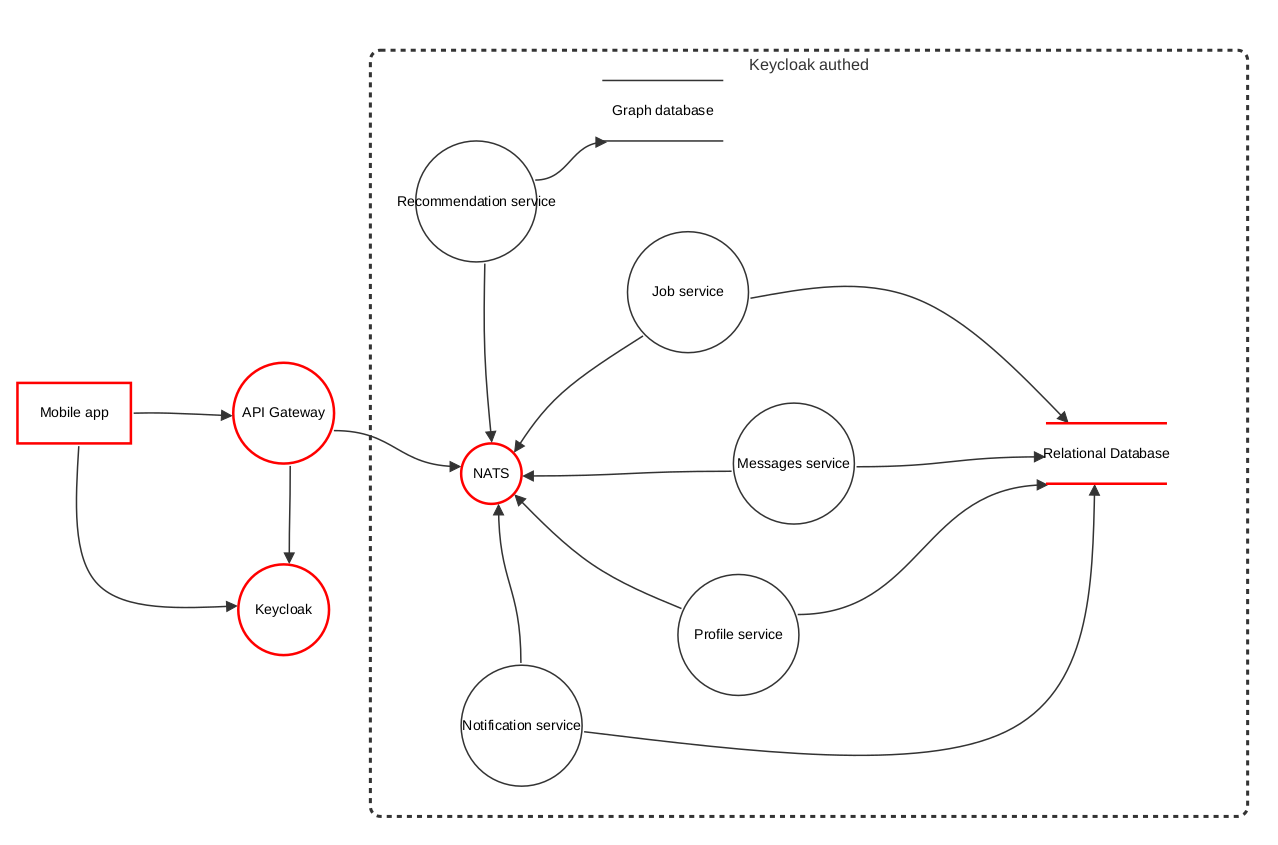 Keycloak authed
Graph database
Recommendation service
Job service
Mobile app
API Gateway
NATS
Messages service
Relational Database
Keycloak
Profile service
Notification service